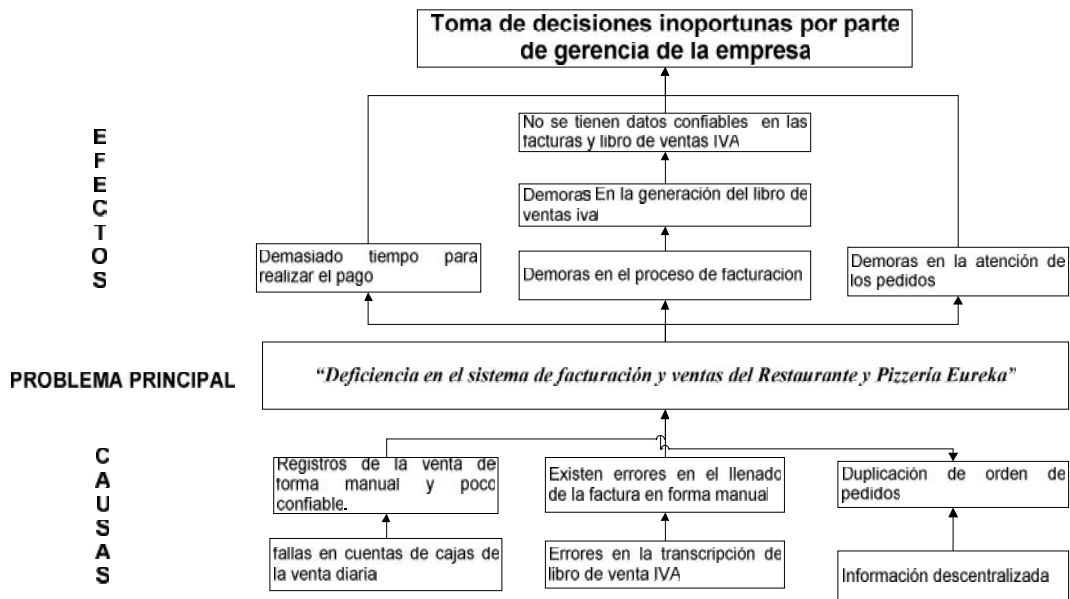 Toma de decisiones inoportunas por parte
de gerencia de la empresa
EFECTOS
No se tienen datos confiables en las
facturas y libro de ventas IVA
Demoras En la generación del libro de
ventas iva
Demasiado tiempo para
realizar el pago
Demoras en el proceso de facturacion
Demoras en la atención de
los pedidos
PROBLEMA PRINCIPAL
“Deficiencia en el sistema de facturación y ventas del Restaurante y Pizzería Eureka”
CAUSAS
Registros de la venta de
forma manual y poco
confiable.
Existen errores en el llenado
de la factura en forma manual
Duplicación de orden de
pedidos
fallas en cuentas de cajas de
la venta diaria
Errores en la transcripción de
libro de venta IVA
Información descentralizada